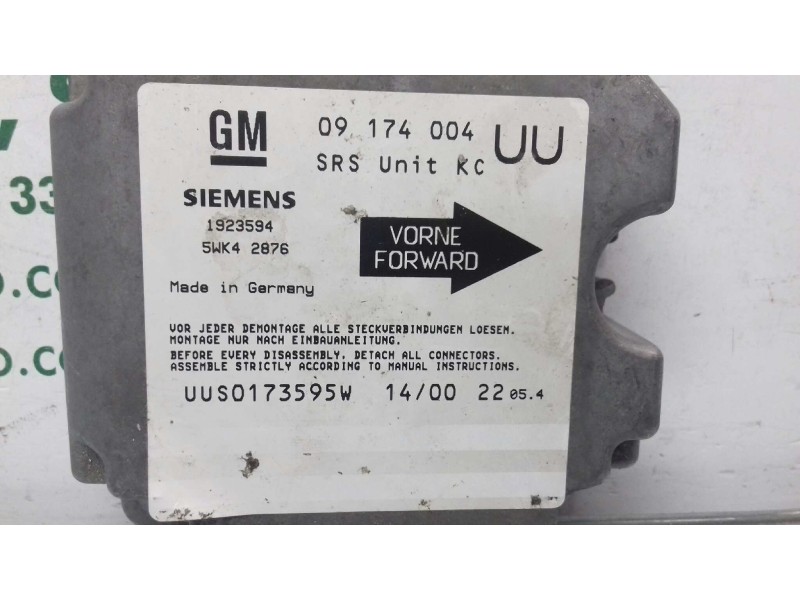 GM
09 174 004 UU
SRS Unit KC
SIEMENS
1923594
5WK4 2876
VORNE
FORWARD
Made in Germany
VOR JEDER DEMONTAGE ALLE STECKVERBINDUNGEN LOESEN.
MONTAGE NUR NACH EINBAUANLEITUNG.
BEFORE EVERY DISASSEMBLY, DETACH ALL CONNECTORS.
ASSEMBLE STRICTLY ACCORDING TO MANUAL INSTRUCTIONS.
UUS0173595W 14/00 22 05.4
33